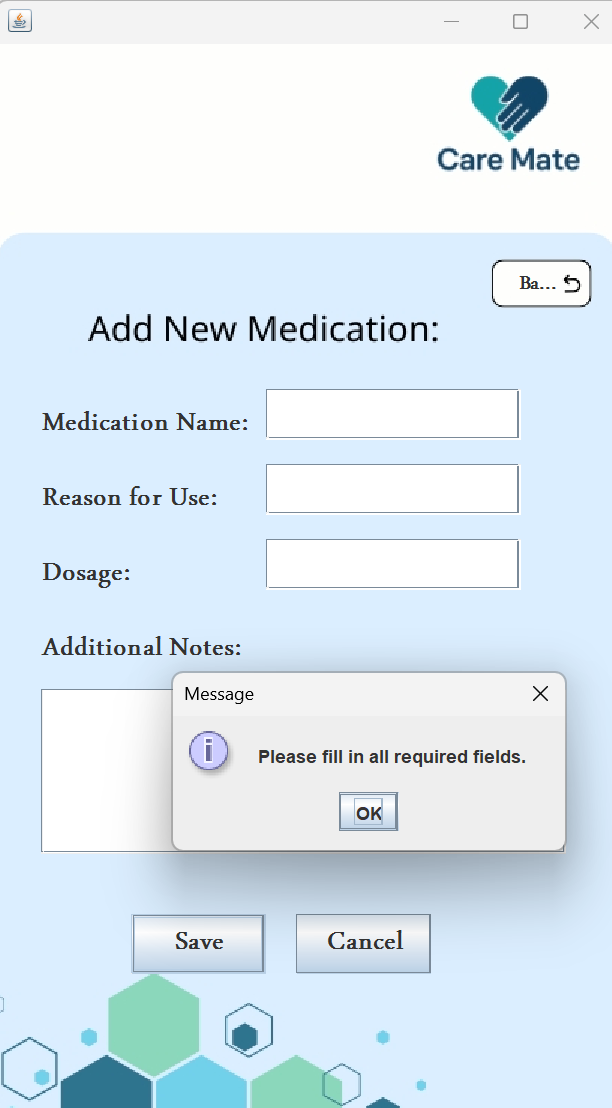 Care Mate
Ba...
Add New Medication:
Medication Name:
Reason for Use:
Dosage:
Additional Notes:
Message
i
Please fill in all required fields.
OK
Save
Cancel